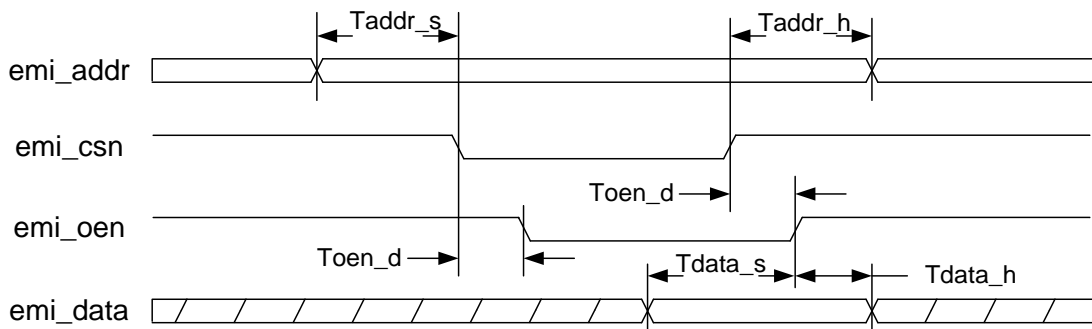 Taddr_s Taddr_h
emi_addr
emi_csn
Toen_d
emi_oen
Toen_d Tdata_s Tdata_h
emi_data